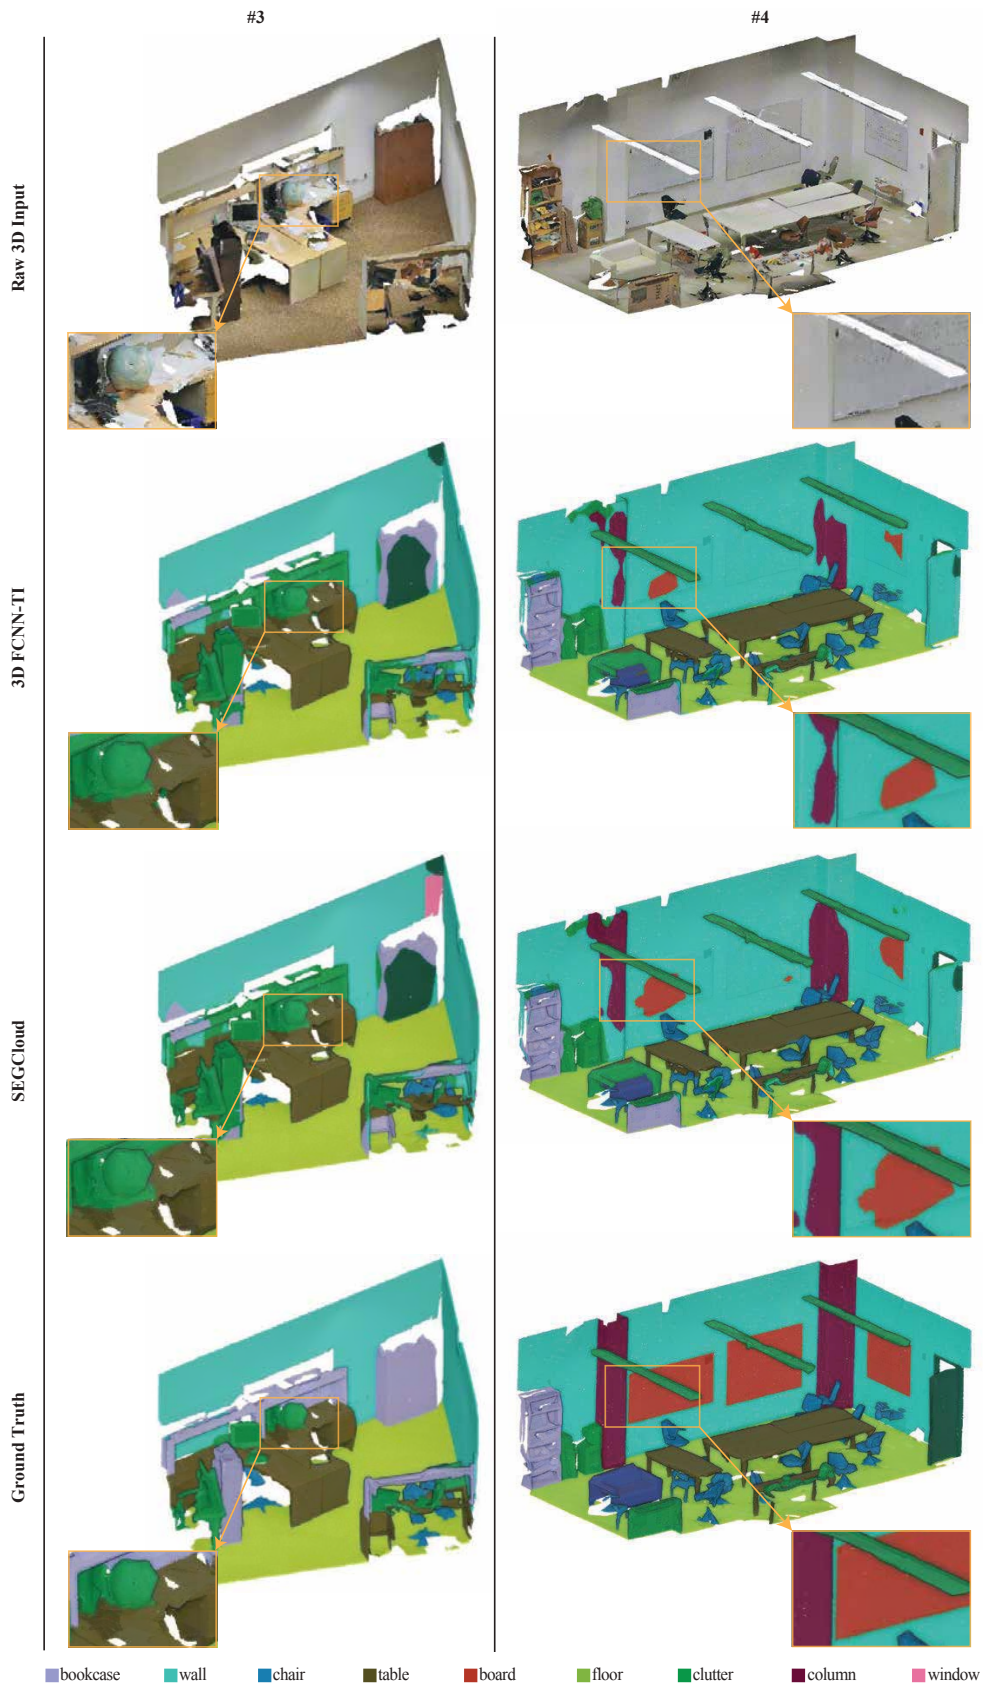 #3 #4
Raw 3D Input
3D FCNN-TI
SEGCloud
Ground Truth
bookcase wall chair table board floor clutter column window